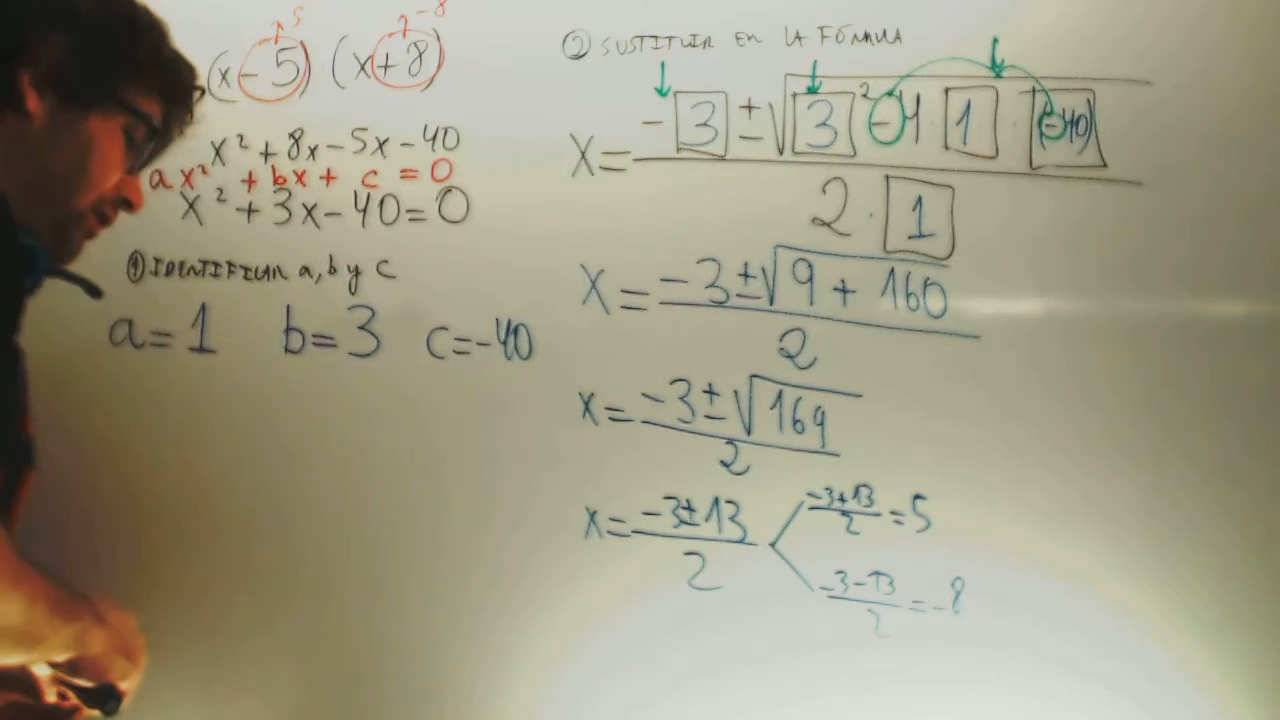 5 -8
(x-5) (x+8)
x² + 8x - 5x - 40
ax² + bx + c = 0
x² + 3x - 40 = 0
① IDENTIFICAR a, b y c
a = 1 b = 3 c = -40
② SUSTITUIR EN LA FÓRMULA
x = (-3 ± √(3² - 4 · 1 · (-40))) / (2 · 1)
x = (-3 ± √(9 + 160)) / 2
x = (-3 ± √169) / 2
x = (-3 ± 13) / 2
(-3+13) / 2 = 5
(-3-13) / 2 = -8